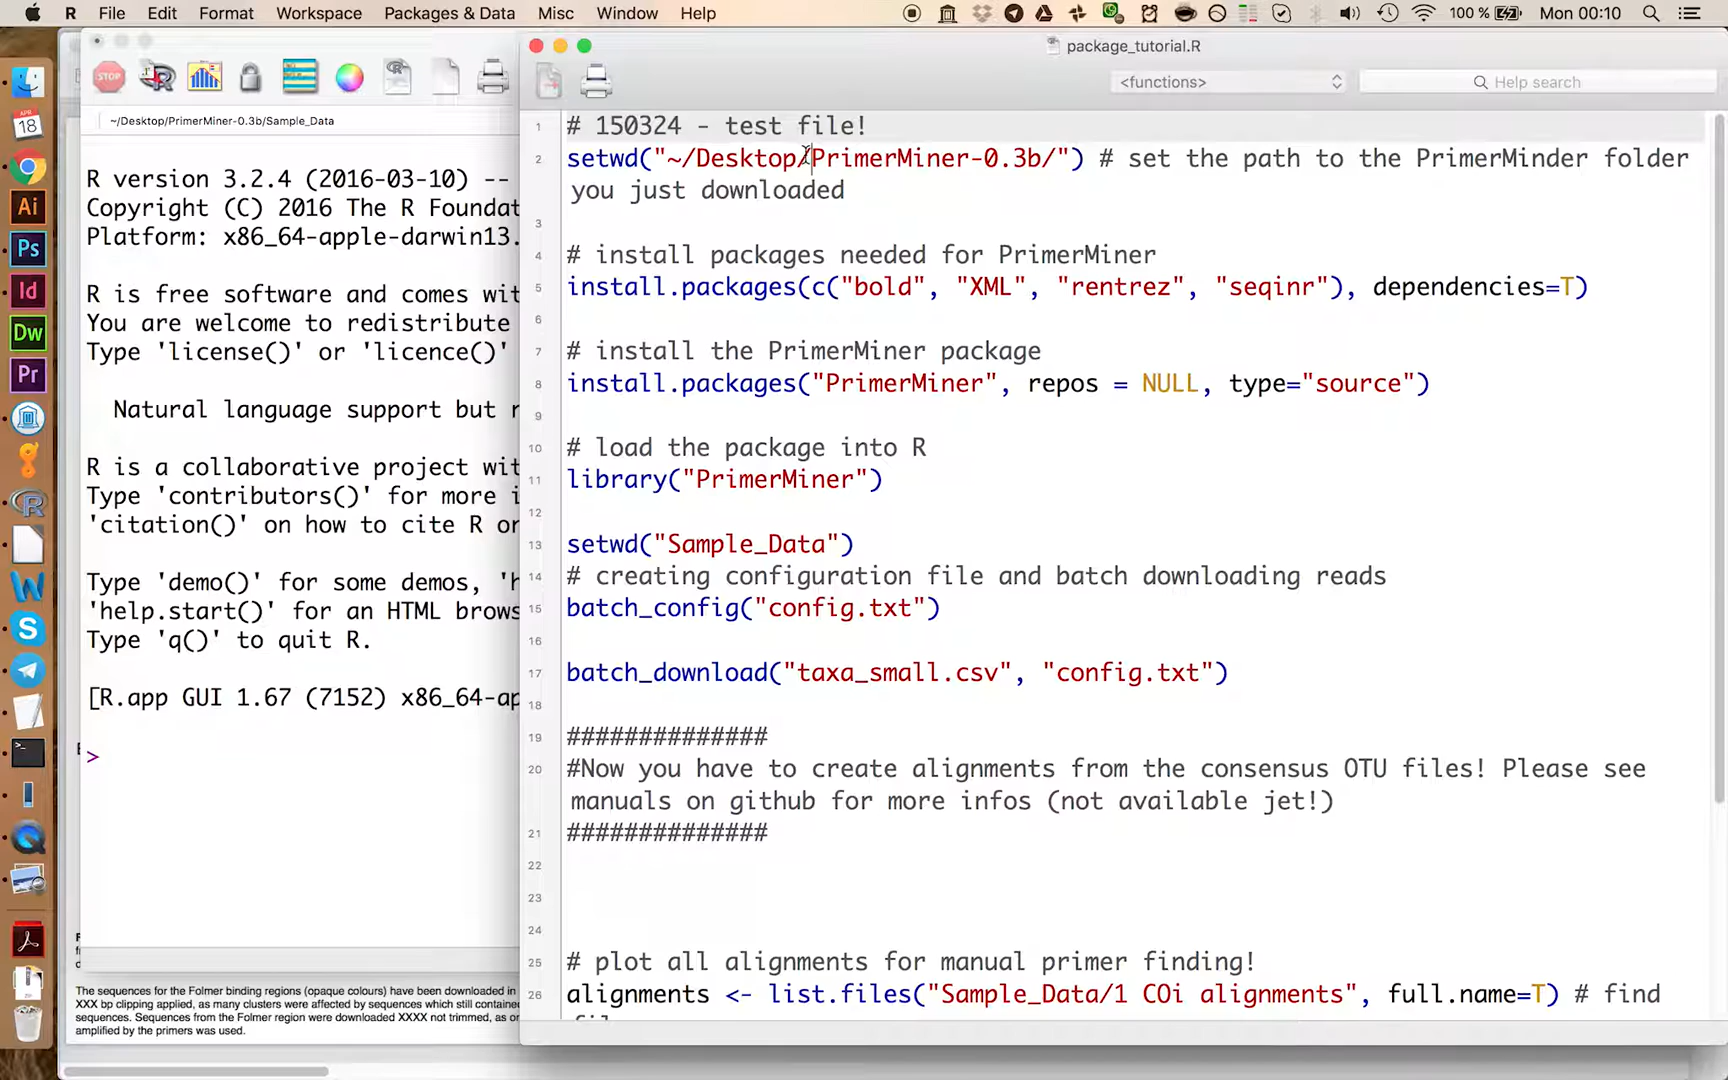 R File Edit Format Workspace Packages & Data Misc Window Help 100 % Mon 00:10
package_tutorial.R
<functions> Help search
STOP
~/Desktop/PrimerMiner-0.3b/Sample_Data
R version 3.2.4 (2016-03-10) --
Copyright (C) 2016 The R Foundat
Platform: x86_64-apple-darwin13.
R is free software and comes wit
You are welcome to redistribute
Type 'license()' or 'licence()'
Natural language support but r
R is a collaborative project wit
Type 'contributors()' for more i
'citation()' on how to cite R or
Type 'demo()' for some demos, 'h
'help.start()' for an HTML brows
Type 'q()' to quit R.
[R.app GUI 1.67 (7152) x86_64-ap
>
1 # 150324 - test file!
2 setwd("~/Desktop/PrimerMiner-0.3b/") # set the path to the PrimerMinder folder
you just downloaded
3
4 # install packages needed for PrimerMiner
5 install.packages(c("bold", "XML", "rentrez", "seqinr"), dependencies=T)
6
7 # install the PrimerMiner package
8 install.packages("PrimerMiner", repos = NULL, type="source")
9
10 # load the package into R
11 library("PrimerMiner")
12
13 setwd("Sample_Data")
14 # creating configuration file and batch downloading reads
15 batch_config("config.txt")
16
17 batch_download("taxa_small.csv", "config.txt")
18
19 ##############
20 #Now you have to create alignments from the consensus OTU files! Please see
manuals on github for more infos (not available jet!)
21 ##############
22
23
24
25 # plot all alignments for manual primer finding!
26 alignments <- list.files("Sample_Data/1 COi alignments", full.name=T) # find
The sequences for the Folmer binding regions (opaque colours) have been downloaded in
XXX bp clipping applied, as many clusters were affected by sequences which still contained
sequences. Sequences from the Folmer region were downloaded XXXX not trimmed, as or
amplified by the primers was used.
APR
18
Ai
Ps
Id
Dw
Pr
R
W
S